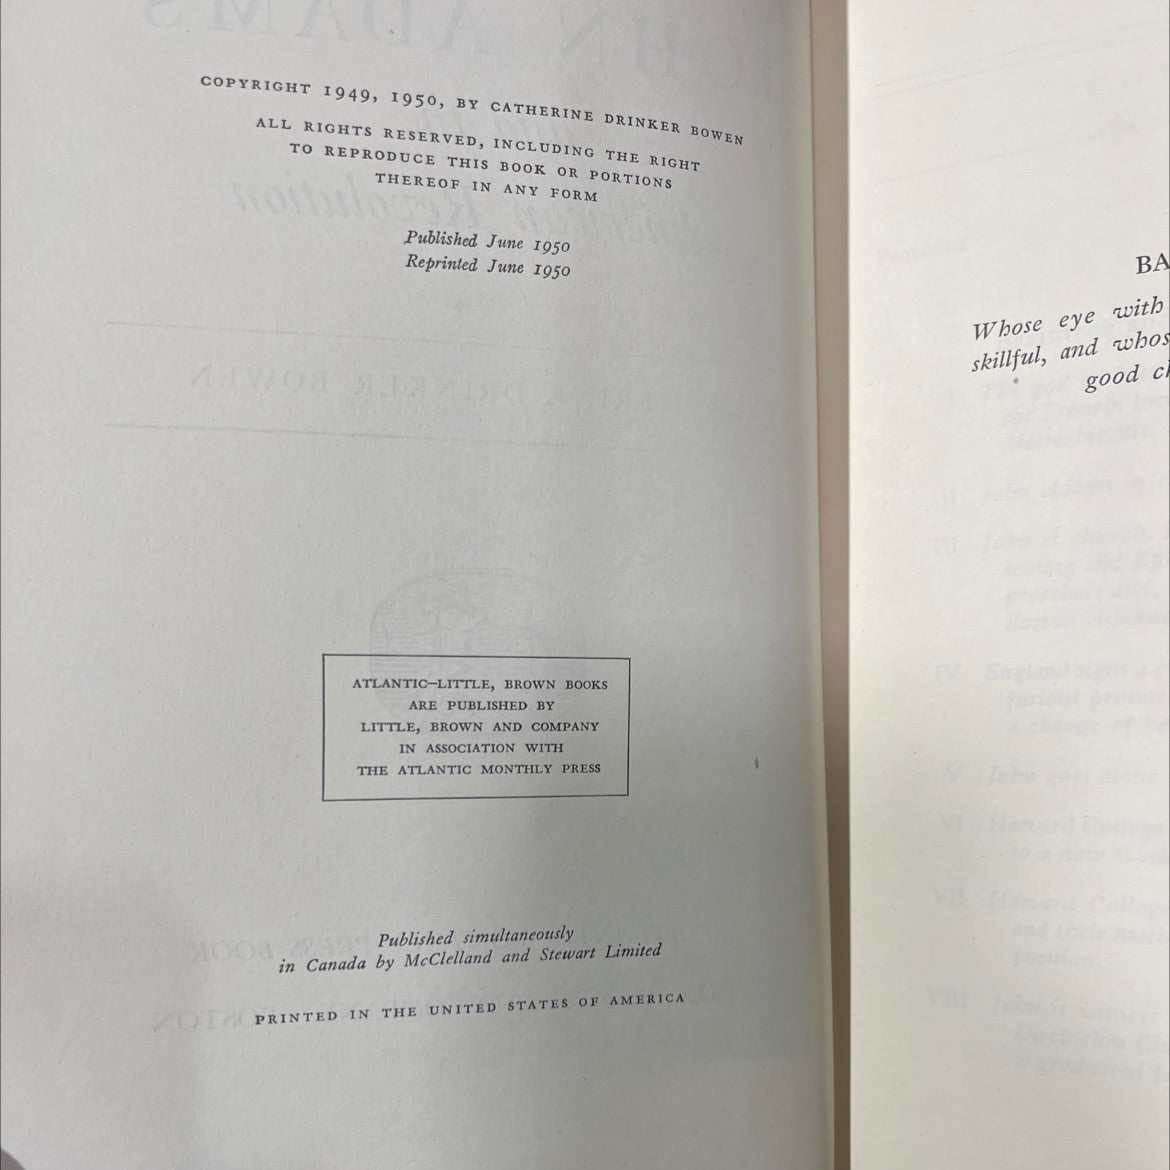 COPYRIGHT 1949, 1950, BY CATHERINE DRINKER BOWEN
ALL RIGHTS RESERVED, INCLUDING THE RIGHT
TO REPRODUCE THIS BOOK OR PORTIONS
THEREOF IN ANY FORM
Published June 1950
Reprinted June 1950
ATLANTIC–LITTLE, BROWN BOOKS
ARE PUBLISHED BY
LITTLE, BROWN AND COMPANY
IN ASSOCIATION WITH
THE ATLANTIC MONTHLY PRESS
Published simultaneously
in Canada by McClelland and Stewart Limited
PRINTED IN THE UNITED STATES OF AMERICA
BA
Whose eye with
skillful, and whos
good